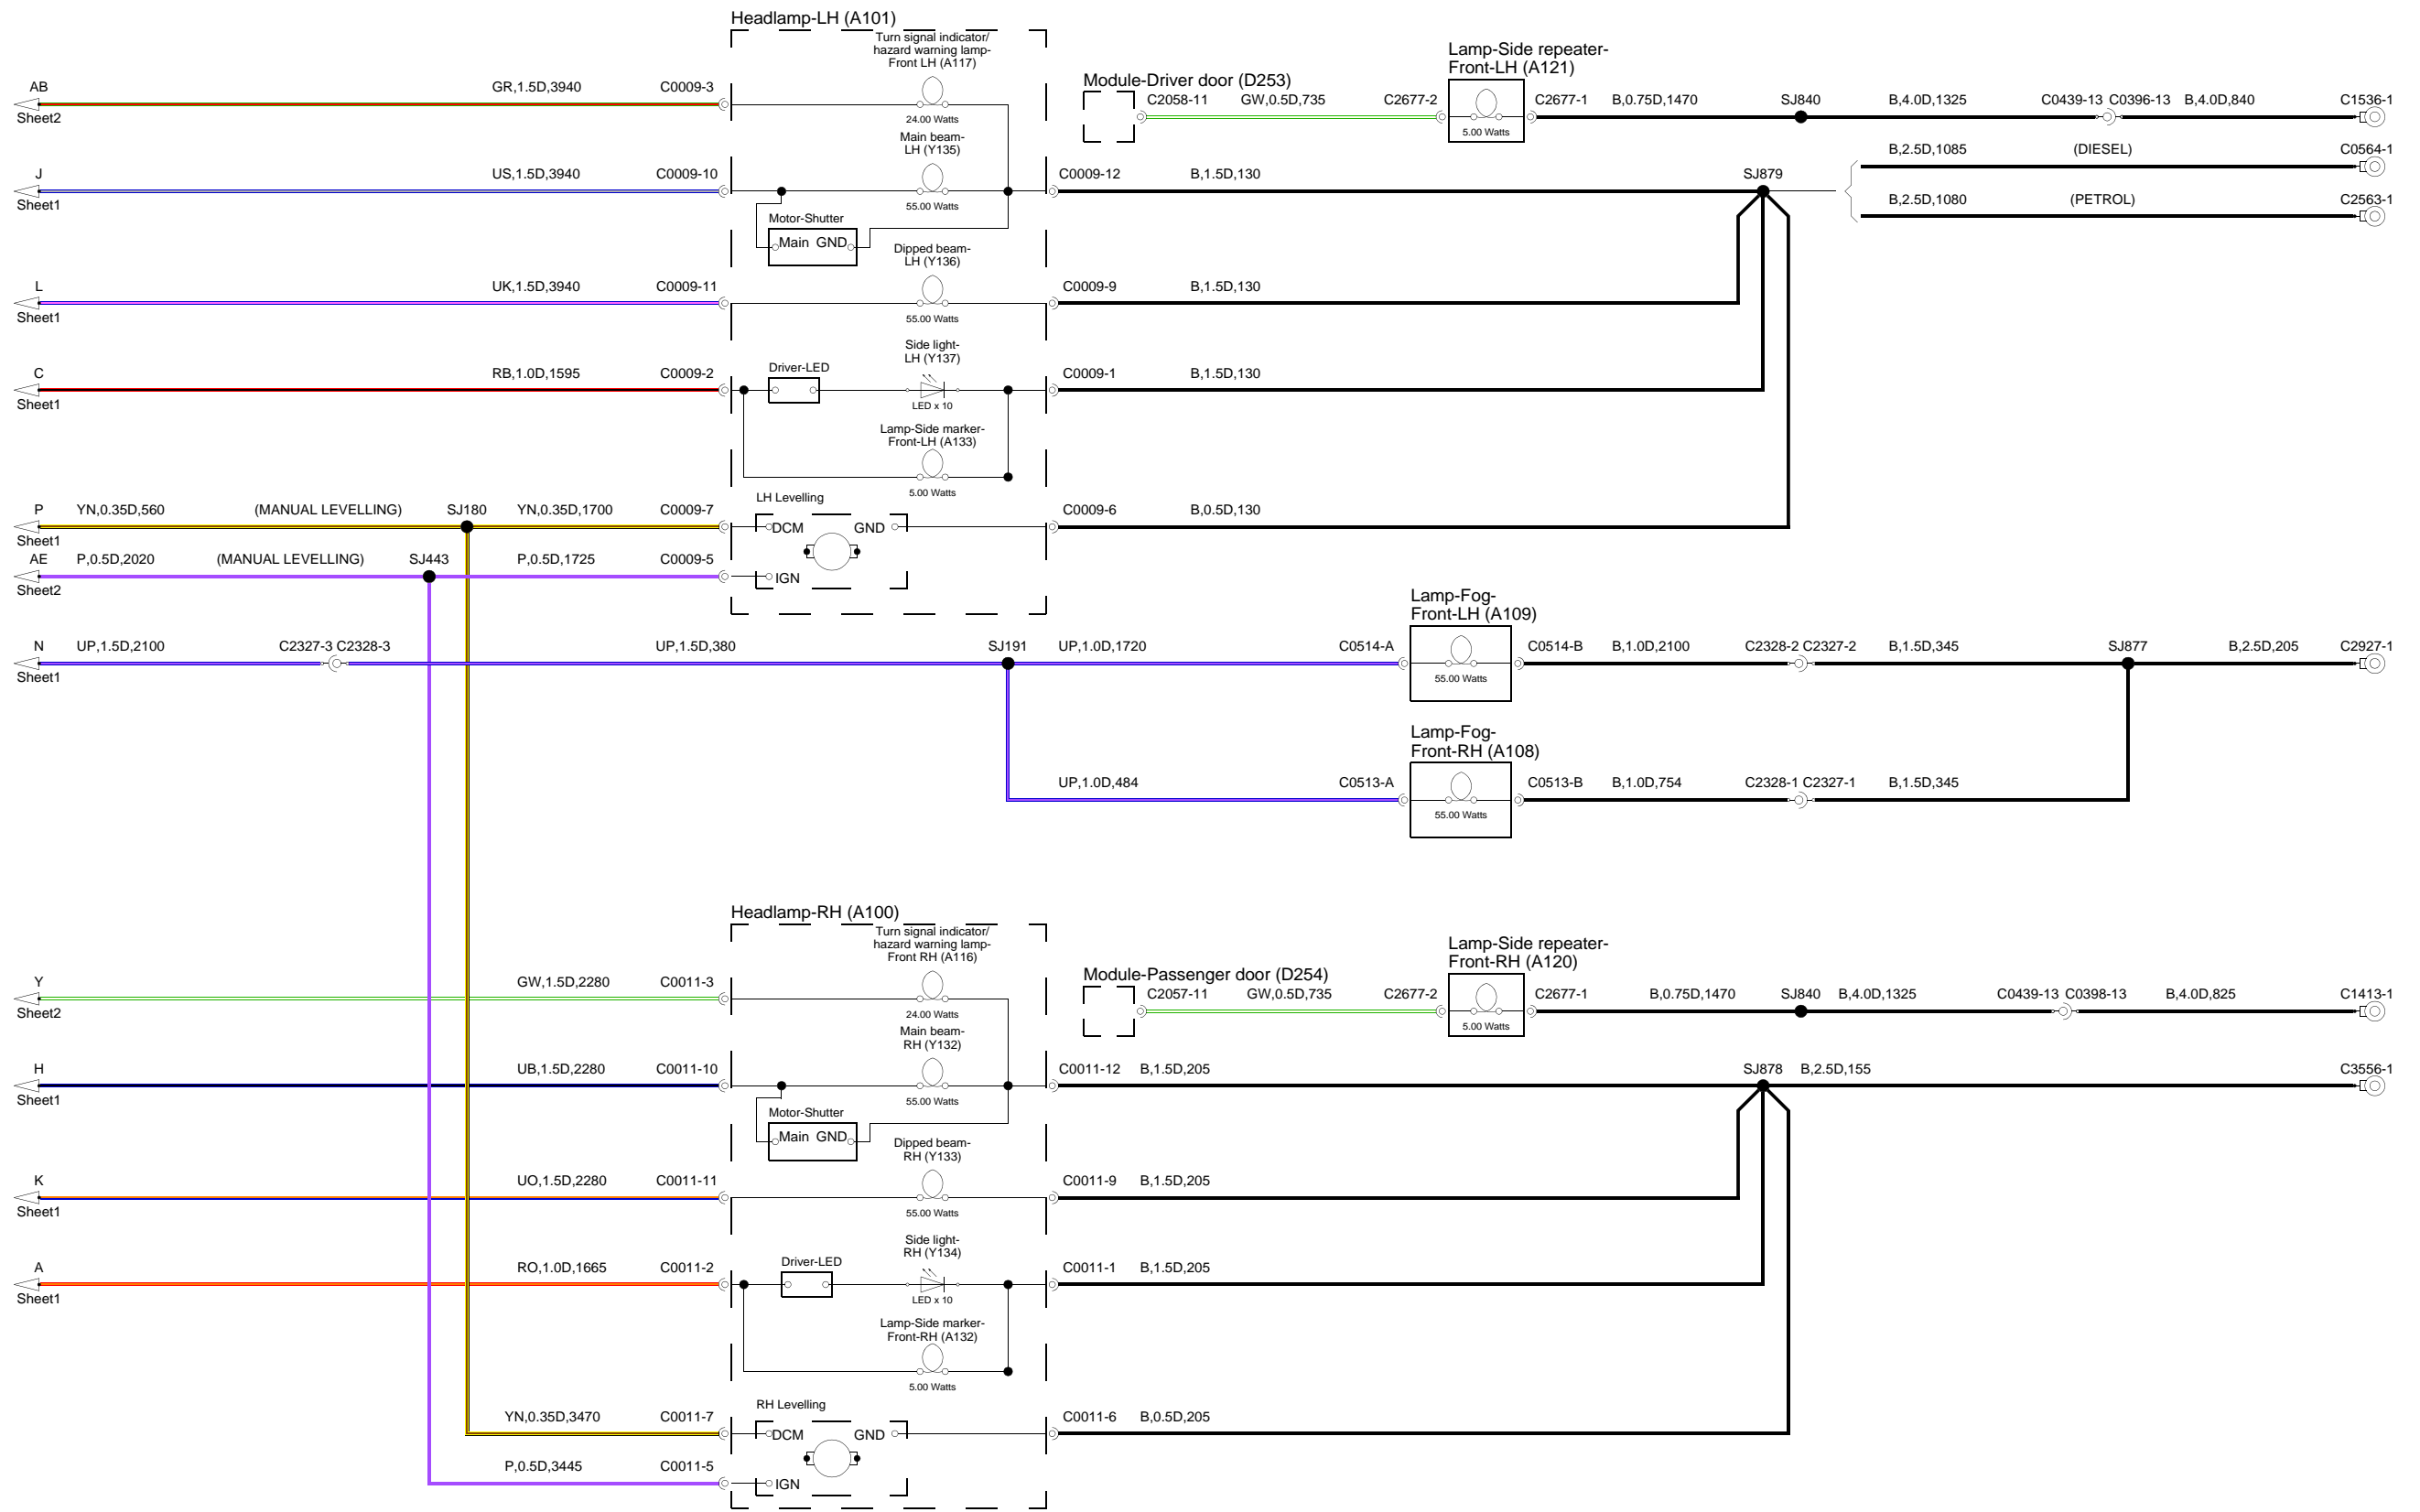 Headlamp-LH (A101)
Turn signal indicator/
hazard warning lamp-
Front LH (A117)
24.00 Watts
AB
Sheet2
GR,1.5D,3940
C0009-3
Main beam-
LH (Y135)
55.00 Watts
J
Sheet1
US,1.5D,3940
C0009-10
Motor-Shutter
Main GND
C0009-12
B,1.5D,130
SJ879
Dipped beam-
LH (Y136)
55.00 Watts
L
Sheet1
UK,1.5D,3940
C0009-11
C0009-9
B,1.5D,130
Side light-
LH (Y137)
LED x 10
Driver-LED
C
Sheet1
RB,1.0D,1595
C0009-2
C0009-1
B,1.5D,130
Lamp-Side marker-
Front-LH (A133)
5.00 Watts
LH Levelling
P
Sheet1
YN,0.35D,560
(MANUAL LEVELLING)
SJ180
YN,0.35D,1700
C0009-7
DCM
GND
C0009-6
B,0.5D,130
AE
Sheet2
P,0.5D,2020
(MANUAL LEVELLING)
SJ443
P,0.5D,1725
C0009-5
IGN
Module-Driver door (D253)
C2058-11
GW,0.5D,735
C2677-2
Lamp-Side repeater-
Front-LH (A121)
5.00 Watts
C2677-1
B,0.75D,1470
SJ840
B,4.0D,1325
C0439-13 C0396-13
B,4.0D,840
C1536-1
B,2.5D,1085
(DIESEL)
C0564-1
B,2.5D,1080
(PETROL)
C2563-1
N
Sheet1
UP,1.5D,2100
C2327-3 C2328-3
UP,1.5D,380
SJ191
UP,1.0D,1720
C0514-A
Lamp-Fog-
Front-LH (A109)
55.00 Watts
C0514-B
B,1.0D,2100
C2328-2 C2327-2
B,1.5D,345
SJ877
B,2.5D,205
C2927-1
UP,1.0D,484
C0513-A
Lamp-Fog-
Front-RH (A108)
55.00 Watts
C0513-B
B,1.0D,754
C2328-1 C2327-1
B,1.5D,345
Headlamp-RH (A100)
Turn signal indicator/
hazard warning lamp-
Front RH (A116)
24.00 Watts
Y
Sheet2
GW,1.5D,2280
C0011-3
Module-Passenger door (D254)
C2057-11
GW,0.5D,735
C2677-2
Lamp-Side repeater-
Front-RH (A120)
5.00 Watts
C2677-1
B,0.75D,1470
SJ840
B,4.0D,1325
C0439-13 C0398-13
B,4.0D,825
C1413-1
Main beam-
RH (Y132)
55.00 Watts
H
Sheet1
UB,1.5D,2280
C0011-10
Motor-Shutter
Main GND
C0011-12
B,1.5D,205
SJ878
B,2.5D,155
C3556-1
Dipped beam-
RH (Y133)
55.00 Watts
K
Sheet1
UO,1.5D,2280
C0011-11
C0011-9
B,1.5D,205
Side light-
RH (Y134)
LED x 10
Driver-LED
A
Sheet1
RO,1.0D,1665
C0011-2
C0011-1
B,1.5D,205
Lamp-Side marker-
Front-RH (A132)
5.00 Watts
RH Levelling
YN,0.35D,3470
C0011-7
DCM
GND
C0011-6
B,0.5D,205
P,0.5D,3445
C0011-5
IGN